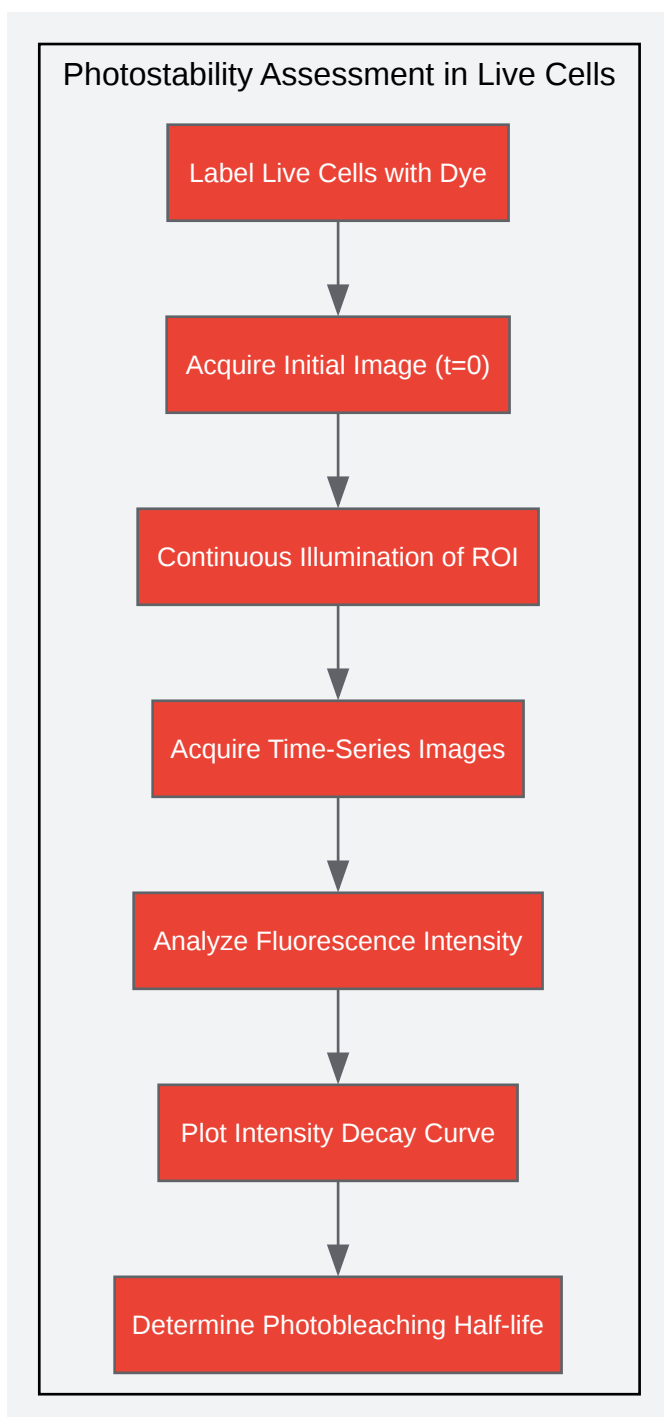 Photostability Assessment in Live Cells
Label Live Cells with Dye
Acquire Initial Image (t=0)
Continuous Illumination of ROI
Acquire Time-Series Images
Analyze Fluorescence Intensity
Plot Intensity Decay Curve
Determine Photobleaching Half-life